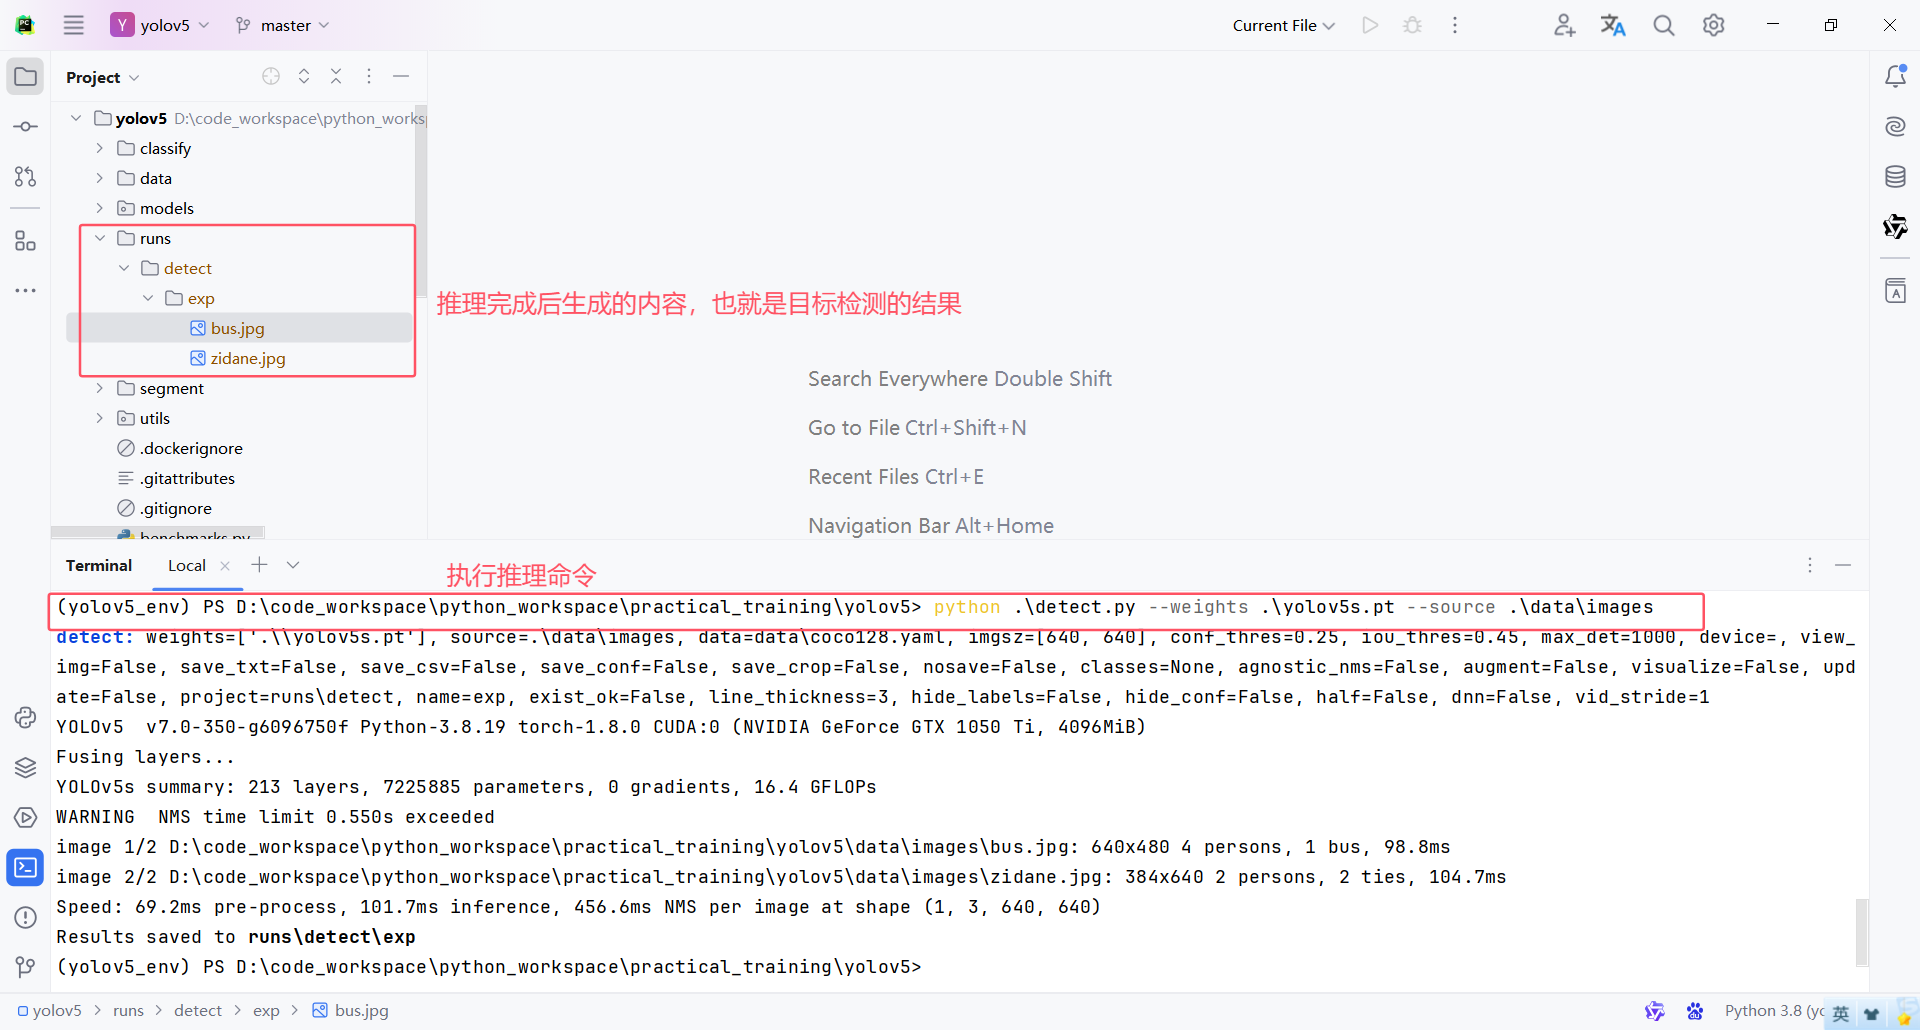 Y yolov5 master Current File
Project
yolov5 D:\code_workspace\python_works
classify
data
models
runs
detect
exp
推理完成后生成的内容，也就是目标检测的结果
bus.jpg
zidane.jpg
Search Everywhere Double Shift
segment
utils
Go to File Ctrl+Shift+N
.dockerignore
.gitattributes
Recent Files Ctrl+E
.gitignore
Navigation Bar Alt+Home
benchmarks.py
Terminal Local
执行推理命令
(yolov5_env) PS D:\code_workspace\python_workspace\practical_training\yolov5> python .\detect.py --weights .\yolov5s.pt --source .\data\images
detect: weights=['.\\yolov5s.pt'], source=.\data\images, data=data\coco128.yaml, imgsz=[640, 640], conf_thres=0.25, iou_thres=0.45, max_det=1000, device=, view_
img=False, save_txt=False, save_csv=False, save_conf=False, save_crop=False, nosave=False, classes=None, agnostic_nms=False, augment=False, visualize=False, upd
ate=False, project=runs\detect, name=exp, exist_ok=False, line_thickness=3, hide_labels=False, hide_conf=False, half=False, dnn=False, vid_stride=1
YOLOv5  v7.0-350-g6096750f Python-3.8.19 torch-1.8.0 CUDA:0 (NVIDIA GeForce GTX 1050 Ti, 4096MiB)
Fusing layers...
YOLOv5s summary: 213 layers, 7225885 parameters, 0 gradients, 16.4 GFLOPs
WARNING  NMS time limit 0.550s exceeded
image 1/2 D:\code_workspace\python_workspace\practical_training\yolov5\data\images\bus.jpg: 640x480 4 persons, 1 bus, 98.8ms
image 2/2 D:\code_workspace\python_workspace\practical_training\yolov5\data\images\zidane.jpg: 384x640 2 persons, 2 ties, 104.7ms
Speed: 69.2ms pre-process, 101.7ms inference, 456.6ms NMS per image at shape (1, 3, 640, 640)
Results saved to runs\detect\exp
(yolov5_env) PS D:\code_workspace\python_workspace\practical_training\yolov5>
yolov5 > runs > detect > exp > bus.jpg Python 3.8 (yo 英